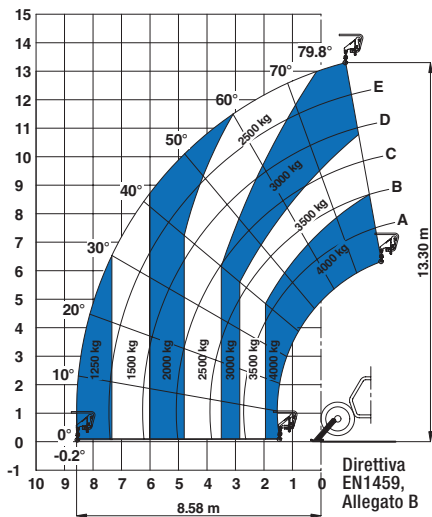 15
14
13
12
11
10
9
8
7
6
5
4
3
2
1
0
-1
10 9 8 7 6 5 4 3 2 1 0
79.8°
70°
60°
50°
40°
30°
20°
10°
0°
-0.2°
E
D
C
B
A
2500 kg
3000 kg
3500 kg
4000 kg
1250 kg
1500 kg
2000 kg
2500 kg
3000 kg
3500 kg
4000 kg
13.30 m
8.58 m
Direttiva
EN1459,
Allegato B